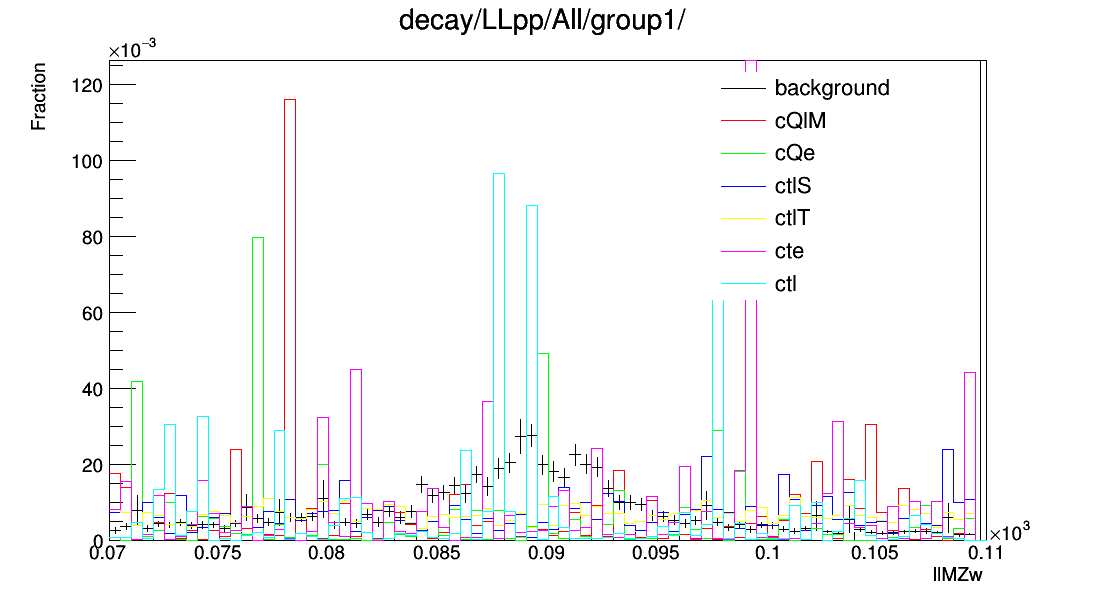 decay/LLpp/All/group1/
×10⁻³
Fraction
120
100
80
60
40
20
0
background
cQlM
cQe
ctlS
ctlT
cte
ctl
0.07 0.075 0.08 0.085 0.09 0.095 0.1 0.105 0.11
×10³
llMZw